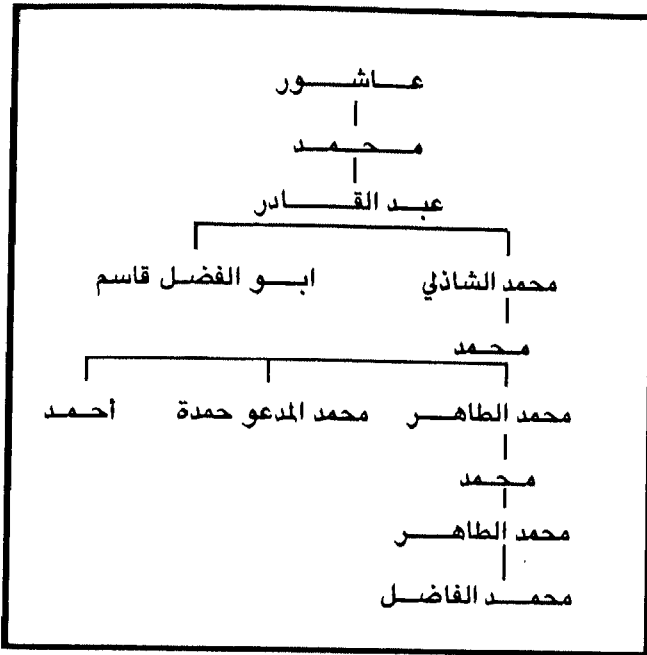 عاشور
محمد
عبد القادر
محمد الشاذلي ابو الفضل قاسم
محمد
محمد الطاهر محمد المدعو حمدة أحمد
محمد
محمد الطاهر
محمد الفاضل